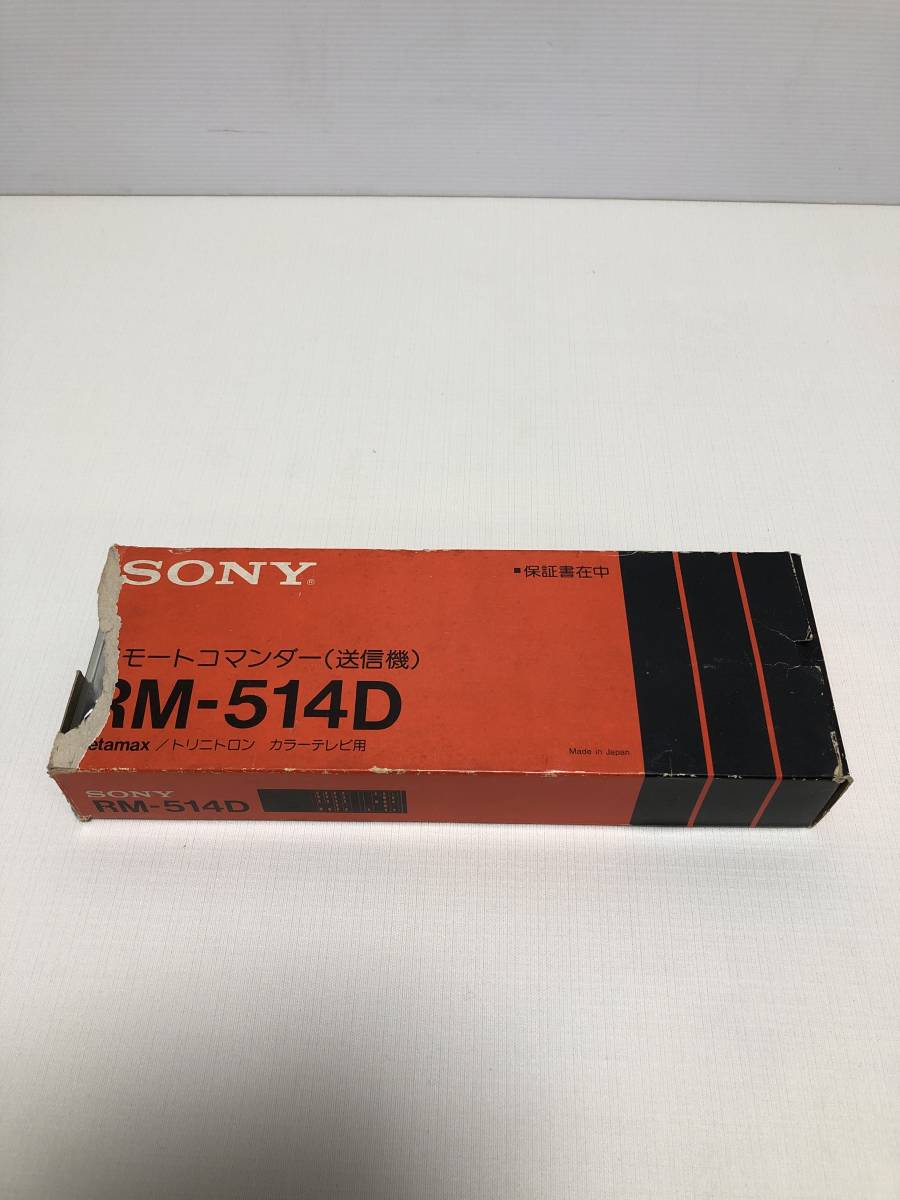 SONY®
■保証書在中
モートコマンダー(送信機)
RM-514D
etamax／トリニトロン カラーテレビ用
Made in Japan
SONY
RM-514D